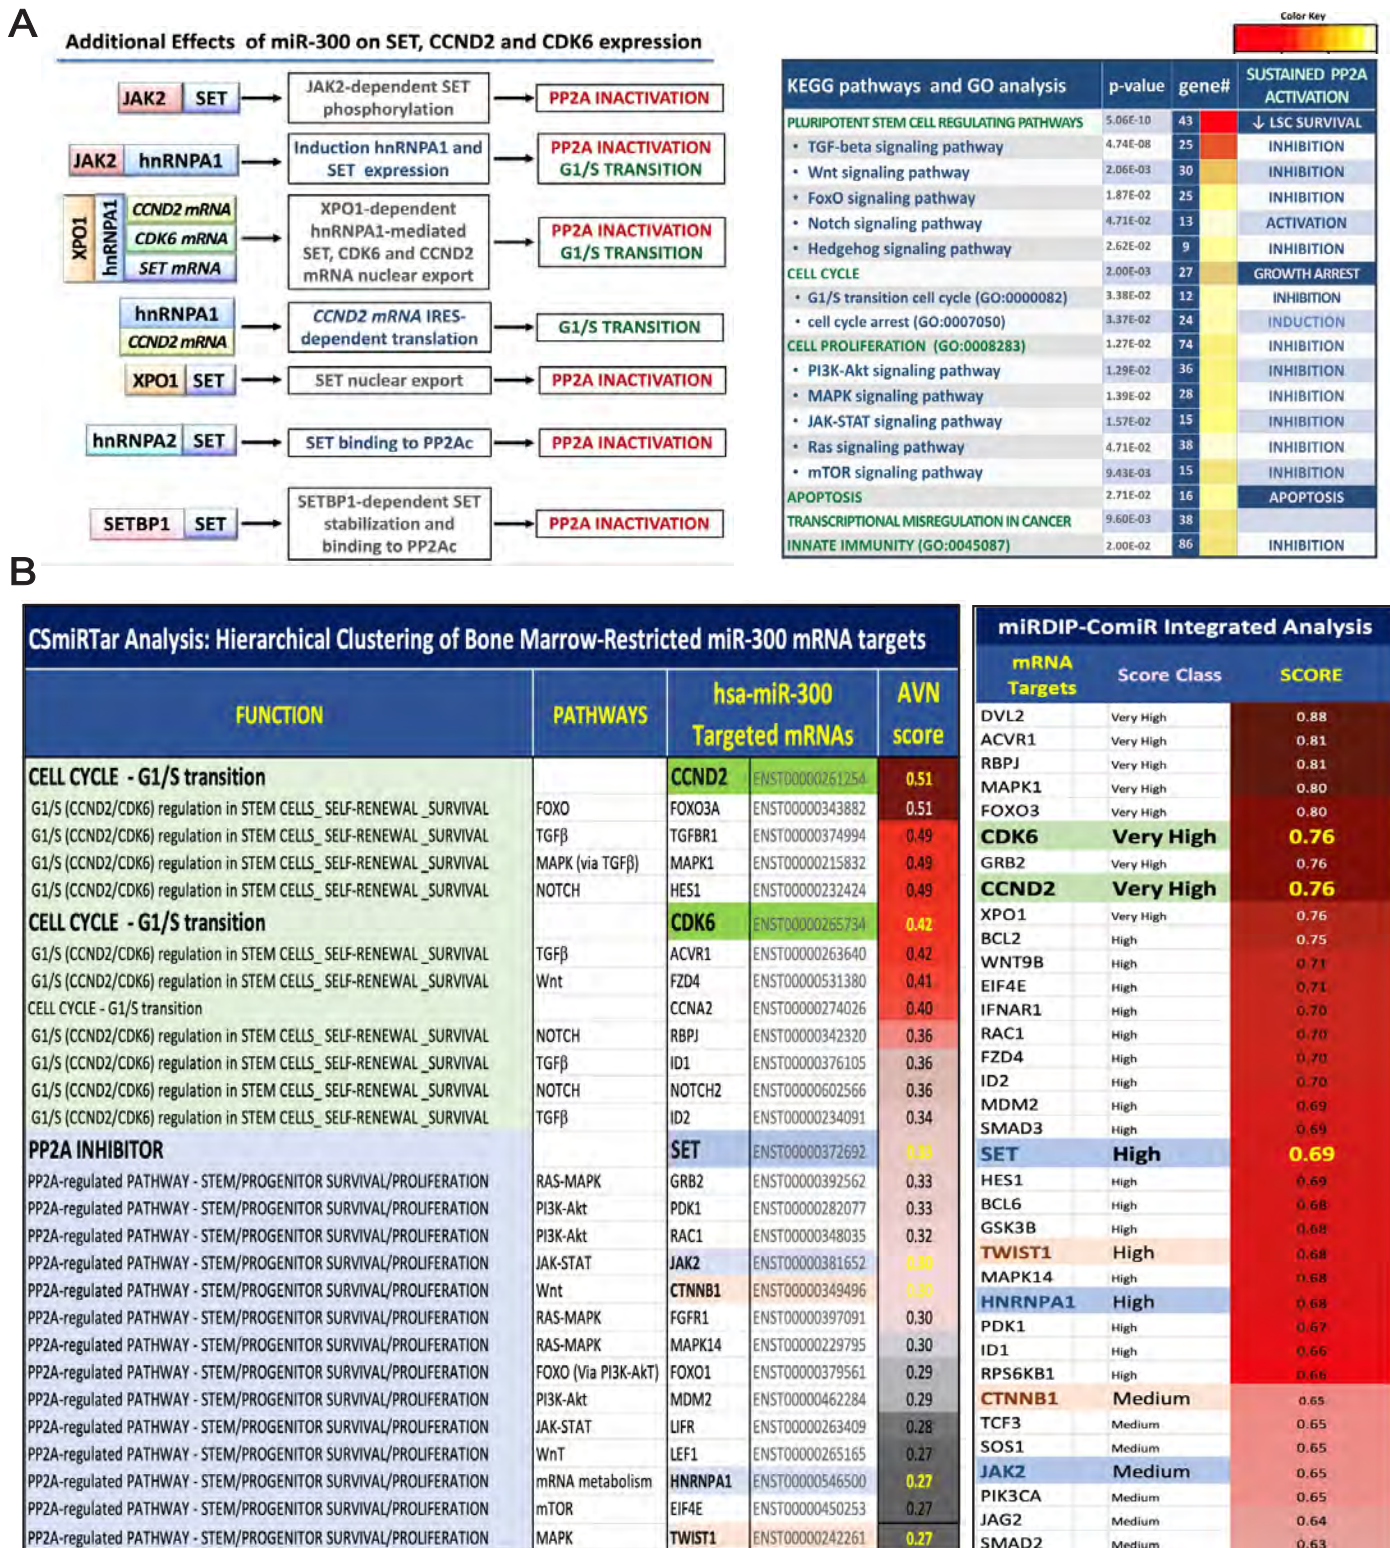 A
Additional Effects of miR-300 on SET, CCND2 and CDK6 expression
JAK2 SET
JAK2-dependent SET
phosphorylation
PP2A INACTIVATION
JAK2 hnRNPA1
Induction hnRNPA1 and
SET expression
PP2A INACTIVATION
G1/S TRANSITION
XPO1
hnRNPA1
CCND2 mRNA
CDK6 mRNA
SET mRNA
XPO1-dependent
hnRNPA1-mediated
SET, CDK6 and CCND2
mRNA nuclear export
PP2A INACTIVATION
G1/S TRANSITION
hnRNPA1
CCND2 mRNA
CCND2 mRNA IRES-
dependent translation
G1/S TRANSITION
XPO1 SET
SET nuclear export
PP2A INACTIVATION
hnRNPA2 SET
SET binding to PP2Ac
PP2A INACTIVATION
SETBP1 SET
SETBP1-dependent SET
stabilization and
binding to PP2Ac
PP2A INACTIVATION
Color Key
KEGG pathways and GO analysis p-value gene# SUSTAINED PP2A
ACTIVATION
PLURIPOTENT STEM CELL REGULATING PATHWAYS 5.06E-10 43 ↓ LSC SURVIVAL
• TGF-beta signaling pathway 4.74E-08 25 INHIBITION
• Wnt signaling pathway 2.06E-03 30 INHIBITION
• FoxO signaling pathway 1.87E-02 25 INHIBITION
• Notch signaling pathway 4.71E-02 13 ACTIVATION
• Hedgehog signaling pathway 2.62E-02 9 INHIBITION
CELL CYCLE 2.00E-03 27 GROWTH ARREST
• G1/S transition cell cycle (GO:0000082) 3.38E-02 12 INHIBITION
• cell cycle arrest (GO:0007050) 3.37E-02 24 INDUCTION
CELL PROLIFERATION (GO:0008283) 1.27E-02 74 INHIBITION
• PI3K-Akt signaling pathway 1.29E-02 36 INHIBITION
• MAPK signaling pathway 1.39E-02 28 INHIBITION
• JAK-STAT signaling pathway 1.57E-02 15 INHIBITION
• Ras signaling pathway 4.71E-02 38 INHIBITION
• mTOR signaling pathway 9.43E-03 15 INHIBITION
APOPTOSIS 2.71E-02 16 APOPTOSIS
TRANSCRIPTIONAL MISREGULATION IN CANCER 9.60E-03 38
INNATE IMMUNITY (GO:0045087) 2.00E-02 86 INHIBITION
B
CSmiRTar Analysis: Hierarchical Clustering of Bone Marrow-Restricted miR-300 mRNA targets
FUNCTION PATHWAYS hsa-miR-300
Targeted mRNAs AVN
score
CELL CYCLE - G1/S transition CCND2 ENST00000261254 0.51
G1/S (CCND2/CDK6) regulation in STEM CELLS_ SELF-RENEWAL _SURVIVAL FOXO FOXO3A ENST00000343882 0.51
G1/S (CCND2/CDK6) regulation in STEM CELLS_ SELF-RENEWAL _SURVIVAL TGFβ TGFBR1 ENST00000374994 0.49
G1/S (CCND2/CDK6) regulation in STEM CELLS_ SELF-RENEWAL _SURVIVAL MAPK (via TGFβ) MAPK1 ENST00000215832 0.49
G1/S (CCND2/CDK6) regulation in STEM CELLS_ SELF-RENEWAL _SURVIVAL NOTCH HES1 ENST00000232424 0.49
CELL CYCLE - G1/S transition CDK6 ENST00000265734 0.42
G1/S (CCND2/CDK6) regulation in STEM CELLS_ SELF-RENEWAL _SURVIVAL TGFβ ACVR1 ENST00000263640 0.42
G1/S (CCND2/CDK6) regulation in STEM CELLS_ SELF-RENEWAL _SURVIVAL Wnt FZD4 ENST00000531380 0.41
CELL CYCLE - G1/S transition CCNA2 ENST00000274026 0.40
G1/S (CCND2/CDK6) regulation in STEM CELLS_ SELF-RENEWAL _SURVIVAL NOTCH RBPJ ENST00000342320 0.36
G1/S (CCND2/CDK6) regulation in STEM CELLS_ SELF-RENEWAL _SURVIVAL TGFβ ID1 ENST00000376105 0.36
G1/S (CCND2/CDK6) regulation in STEM CELLS_ SELF-RENEWAL _SURVIVAL NOTCH NOTCH2 ENST00000602566 0.36
G1/S (CCND2/CDK6) regulation in STEM CELLS_ SELF-RENEWAL _SURVIVAL TGFβ ID2 ENST00000234091 0.34
PP2A INHIBITOR SET ENST00000372692
PP2A-regulated PATHWAY - STEM/PROGENITOR SURVIVAL/PROLIFERATION RAS-MAPK GRB2 ENST00000392562 0.33
PP2A-regulated PATHWAY - STEM/PROGENITOR SURVIVAL/PROLIFERATION PI3K-Akt PDK1 ENST00000282077 0.33
PP2A-regulated PATHWAY - STEM/PROGENITOR SURVIVAL/PROLIFERATION PI3K-Akt RAC1 ENST00000348035 0.32
PP2A-regulated PATHWAY - STEM/PROGENITOR SURVIVAL/PROLIFERATION JAK-STAT JAK2 ENST00000381652
PP2A-regulated PATHWAY - STEM/PROGENITOR SURVIVAL/PROLIFERATION Wnt CTNNB1 ENST00000349496
PP2A-regulated PATHWAY - STEM/PROGENITOR SURVIVAL/PROLIFERATION RAS-MAPK FGFR1 ENST00000397091 0.30
PP2A-regulated PATHWAY - STEM/PROGENITOR SURVIVAL/PROLIFERATION RAS-MAPK MAPK14 ENST00000229795 0.30
PP2A-regulated PATHWAY - STEM/PROGENITOR SURVIVAL/PROLIFERATION FOXO (Via PI3K-AkT) FOXO1 ENST00000379561 0.29
PP2A-regulated PATHWAY - STEM/PROGENITOR SURVIVAL/PROLIFERATION PI3K-Akt MDM2 ENST00000462284 0.29
PP2A-regulated PATHWAY - STEM/PROGENITOR SURVIVAL/PROLIFERATION JAK-STAT LIFR ENST00000263409 0.28
PP2A-regulated PATHWAY - STEM/PROGENITOR SURVIVAL/PROLIFERATION WnT LEF1 ENST00000265165 0.27
PP2A-regulated PATHWAY - STEM/PROGENITOR SURVIVAL/PROLIFERATION mRNA metabolism HNRNPA1 ENST00000546500 0.27
PP2A-regulated PATHWAY - STEM/PROGENITOR SURVIVAL/PROLIFERATION mTOR EIF4E ENST00000450253 0.27
PP2A-regulated PATHWAY - STEM/PROGENITOR SURVIVAL/PROLIFERATION MAPK TWIST1 ENST00000242261 0.27
miRDIP-ComiR Integrated Analysis
mRNA
Targets Score Class SCORE
DVL2 Very High 0.88
ACVR1 Very High 0.81
RBPJ Very High 0.81
MAPK1 Very High 0.80
FOXO3 Very High 0.80
CDK6 Very High 0.76
GRB2 Very High 0.76
CCND2 Very High 0.76
XPO1 Very High 0.76
BCL2 High 0.75
WNT9B High 0.71
EIF4E High 0.71
IFNAR1 High 0.70
RAC1 High 0.70
FZD4 High 0.70
ID2 High 0.70
MDM2 High 0.69
SMAD3 High 0.69
SET High 0.69
HES1 High 0.69
BCL6 High 0.68
GSK3B High 0.68
TWIST1 High 0.68
MAPK14 High 0.68
HNRNPA1 High 0.68
PDK1 High 0.67
ID1 High 0.66
RPS6KB1 High 0.66
CTNNB1 Medium 0.65
TCF3 Medium 0.65
SOS1 Medium 0.65
JAK2 Medium 0.65
PIK3CA Medium 0.65
JAG2 Medium 0.64
SMAD2 Medium 0.63